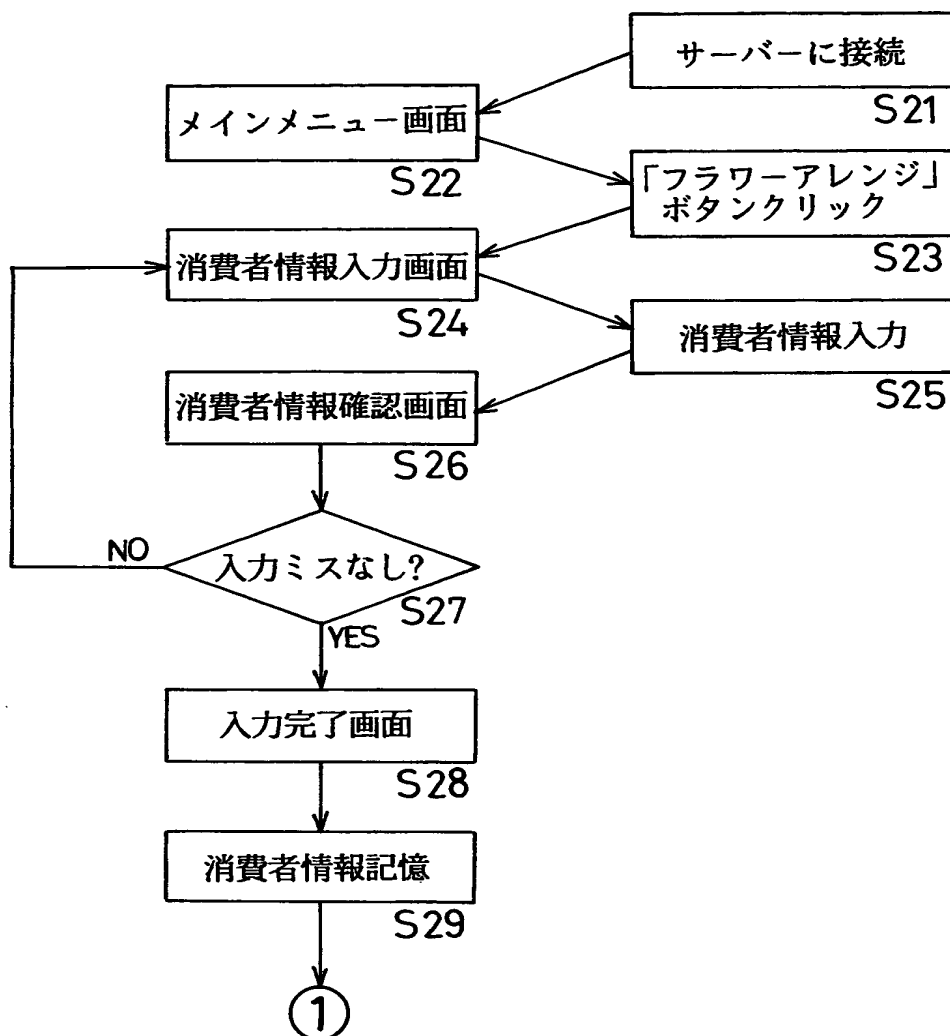 サーバーに接続
S21
メインメニュー画面
S22
「フラワーアレンジ」
ボタンクリック
S23
消費者情報入力画面
S24
消費者情報入力
S25
消費者情報確認画面
S26
NO
入力ミスなし?
S27
YES
入力完了画面
S28
消費者情報記憶
S29
1